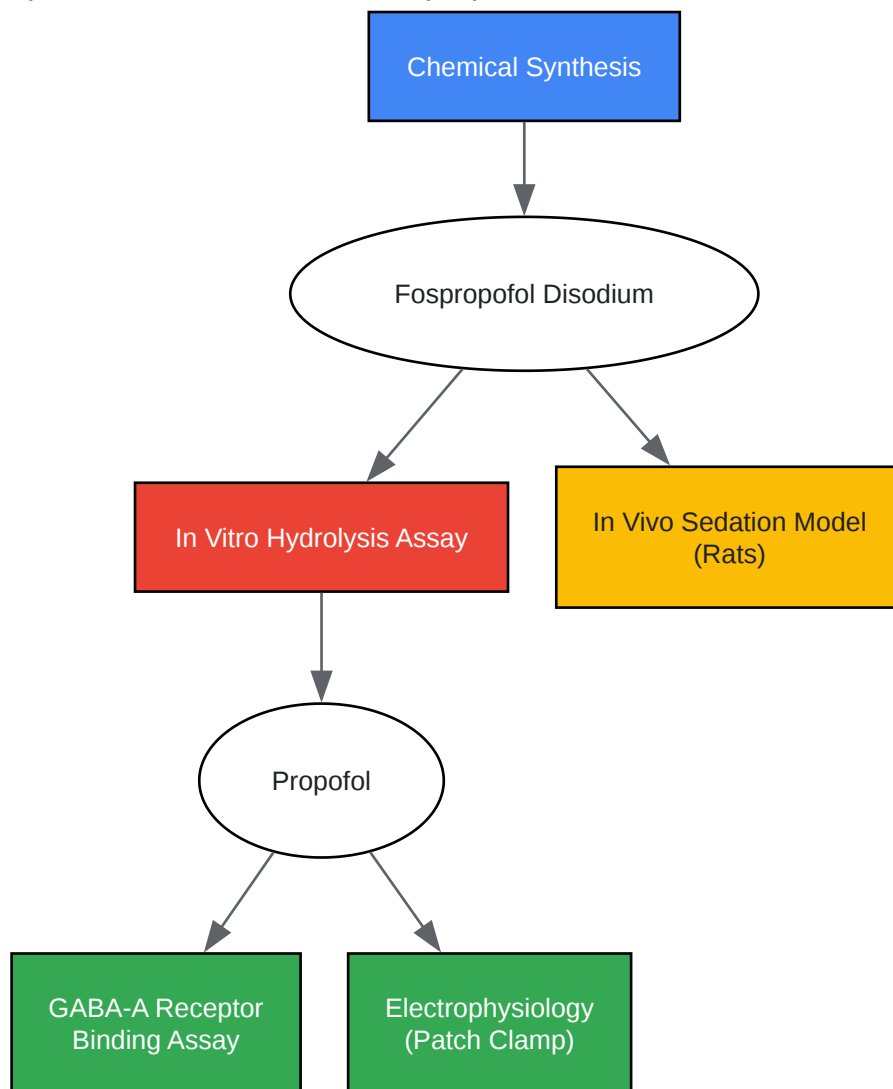 Chemical Synthesis
Fospropofol Disodium
In Vitro Hydrolysis Assay
In Vivo Sedation Model
(Rats)
Propofol
GABA-A Receptor
Binding Assay
Electrophysiology
(Patch Clamp)